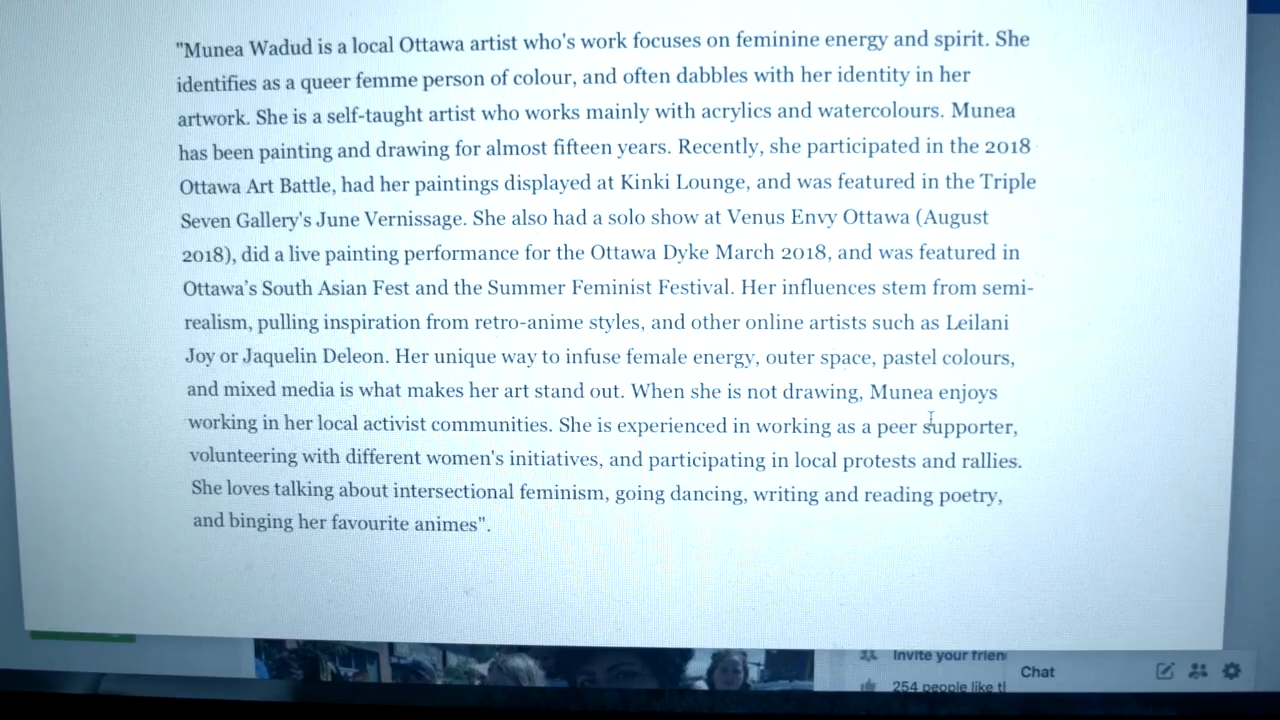 "Munea Wadud is a local Ottawa artist who's work focuses on feminine energy and spirit. She
identifies as a queer femme person of colour, and often dabbles with her identity in her
artwork. She is a self-taught artist who works mainly with acrylics and watercolours. Munea
has been painting and drawing for almost fifteen years. Recently, she participated in the 2018
Ottawa Art Battle, had her paintings displayed at Kinki Lounge, and was featured in the Triple
Seven Gallery's June Vernissage. She also had a solo show at Venus Envy Ottawa (August
2018), did a live painting performance for the Ottawa Dyke March 2018, and was featured in
Ottawa's South Asian Fest and the Summer Feminist Festival. Her influences stem from semi-
realism, pulling inspiration from retro-anime styles, and other online artists such as Leilani
Joy or Jaquelin Deleon. Her unique way to infuse female energy, outer space, pastel colours,
and mixed media is what makes her art stand out. When she is not drawing, Munea enjoys
working in her local activist communities. She is experienced in working as a peer supporter,
volunteering with different women's initiatives, and participating in local protests and rallies.
She loves talking about intersectional feminism, going dancing, writing and reading poetry,
and binging her favourite animes".
Invite your frien
Chat
254 people like t